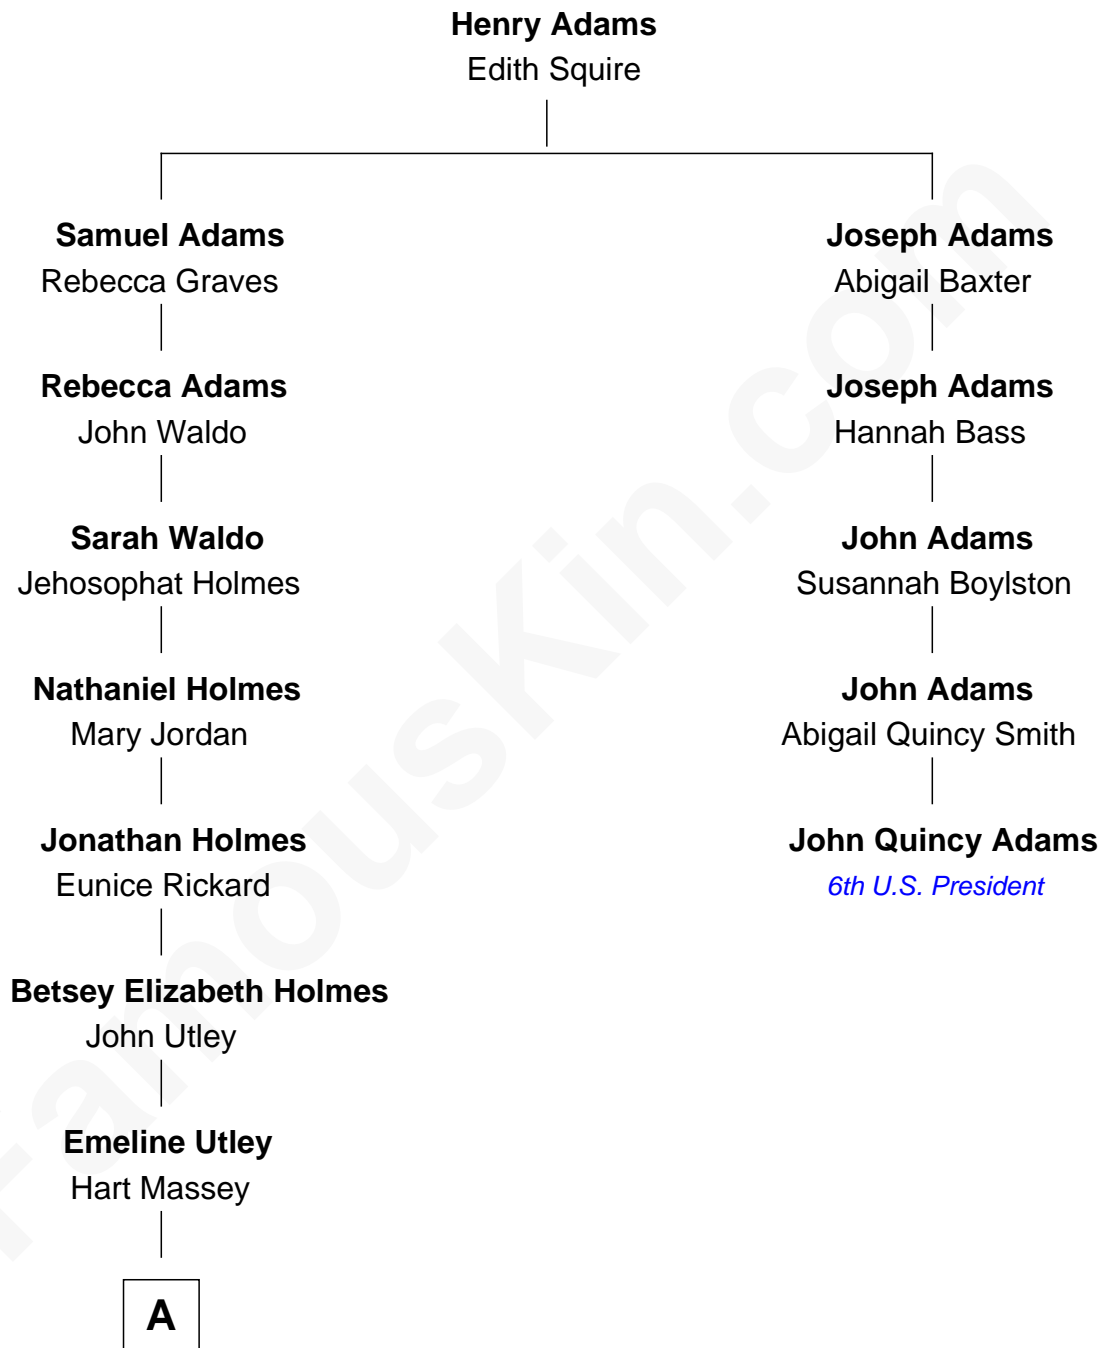 Henry Adams
Edith Squire
Samuel Adams
Rebecca Graves
Rebecca Adams
John Waldo
Sarah Waldo
Jehosophat Holmes
Nathaniel Holmes
Mary Jordan
Jonathan Holmes
Eunice Rickard
Betsey Elizabeth Holmes
John Utley
Emeline Utley
Hart Massey
A
Joseph Adams
Abigail Baxter
Joseph Adams
Hannah Bass
John Adams
Susannah Boylston
John Adams
Abigail Quincy Smith
John Quincy Adams
6th U.S. President
FamousKin.com